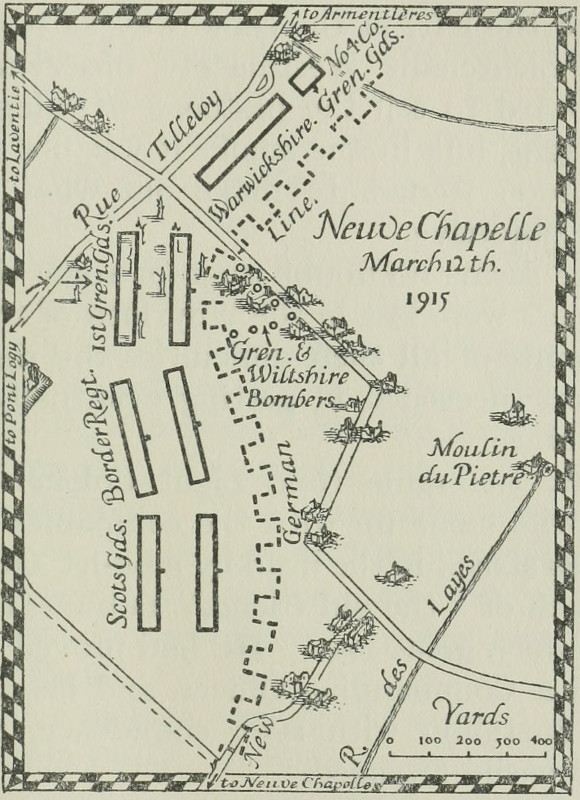 to Armentières
No 4. Co.
Gren. Gds.
to Laventie
Rue Tilleloy
Warwickshire.
Line.
Neuve Chapelle
March 12th.
1915
1st Gren. Gds.
Gren. &
Wiltshire
Bombers
to Pont Logy
Border Regt.
German
Moulin
du Pietre
Scots Gds.
R. des Layes
New
Yards
0 100 200 300 400
to Neuve Chapelles